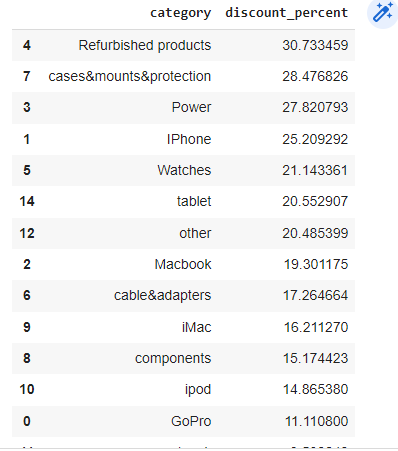 category discount_percent
4 Refurbished products 30.733459
7 cases&mounts&protection 28.476826
3 Power 27.820793
1 IPhone 25.209292
5 Watches 21.143361
14 tablet 20.552907
12 other 20.485399
2 Macbook 19.301175
6 cable&adapters 17.264664
9 iMac 16.211270
8 components 15.174423
10 ipod 14.865380
0 GoPro 11.110800